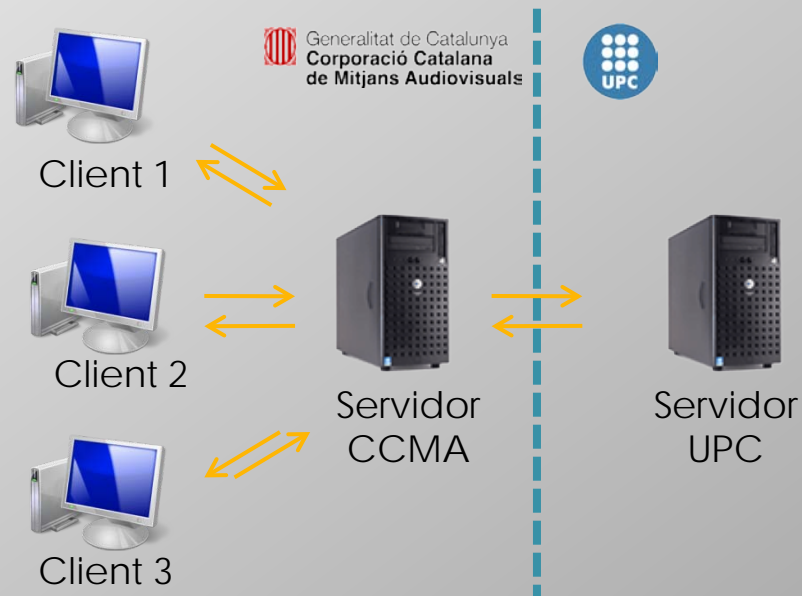 Generalitat de Catalunya
Corporació Catalana
de Mitjans Audiovisuals
UPC
Client 1
Client 2
Servidor
CCMA
Servidor
UPC
Client 3